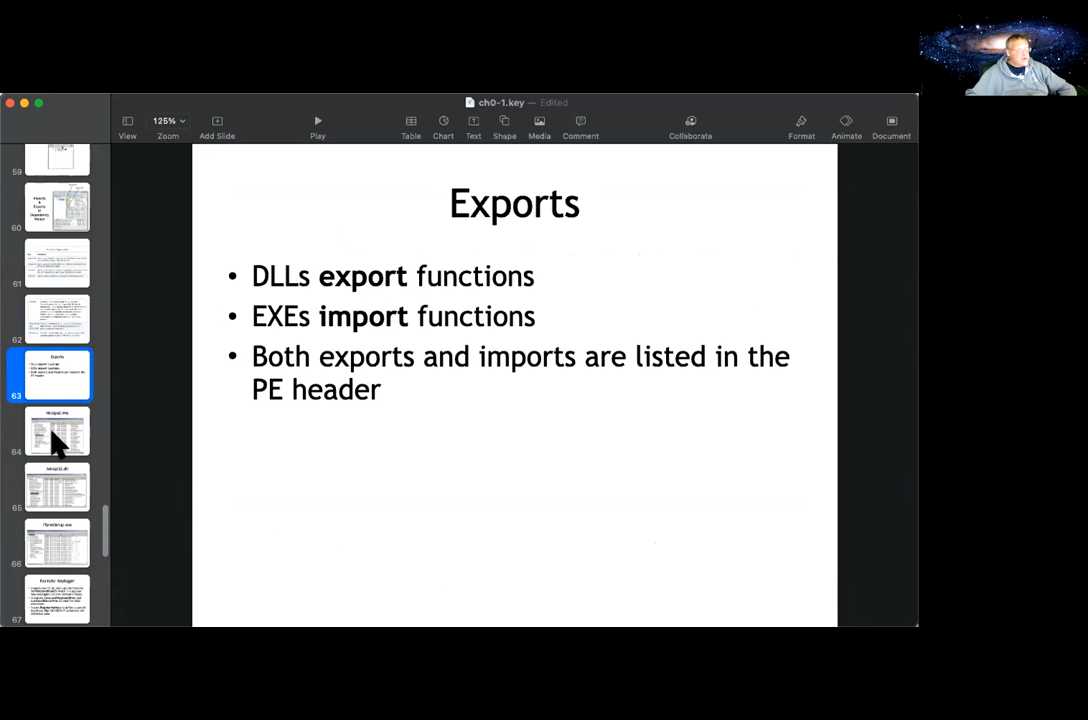 ch0-1.key — Edited
View
125%
Zoom
Add Slide
Play
Table
Chart
Text
Shape
Media
Comment
Collaborate
Format
Animate
Document
Exports
• DLLs export functions
• EXEs import functions
• Both exports and imports are listed in the
PE header
59
60
61
62
Exports
63
64
65
66
67